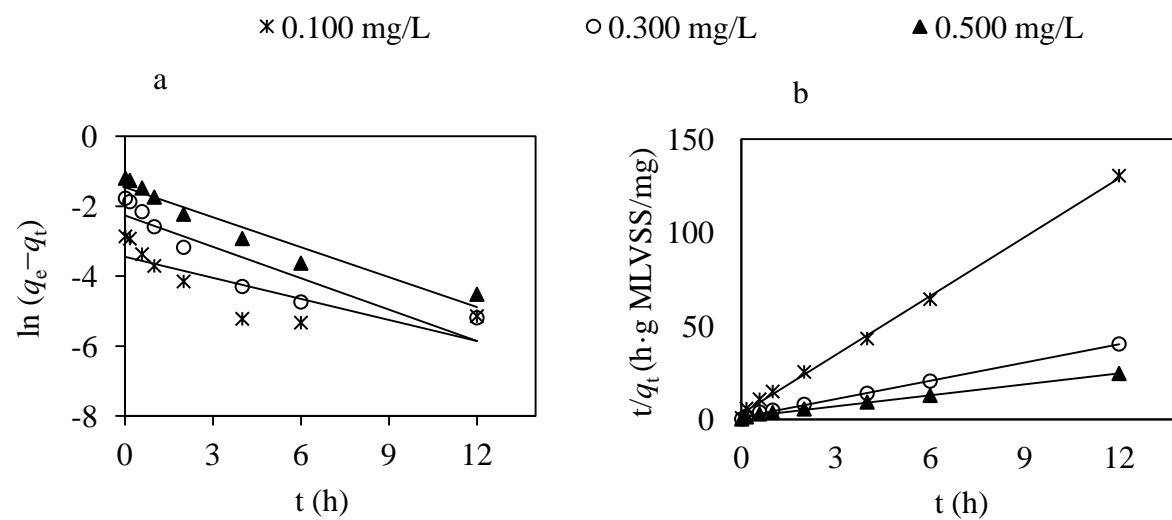 0.100 mg/L 0.300 mg/L 0.500 mg/L
a
b
0
-2
-4
-6
-8
ln (qe−qt)
0 3 6 9 12
t (h)
150
100
50
0
t/qt (h·g MLVSS/mg)
0 3 6 9 12
t (h)